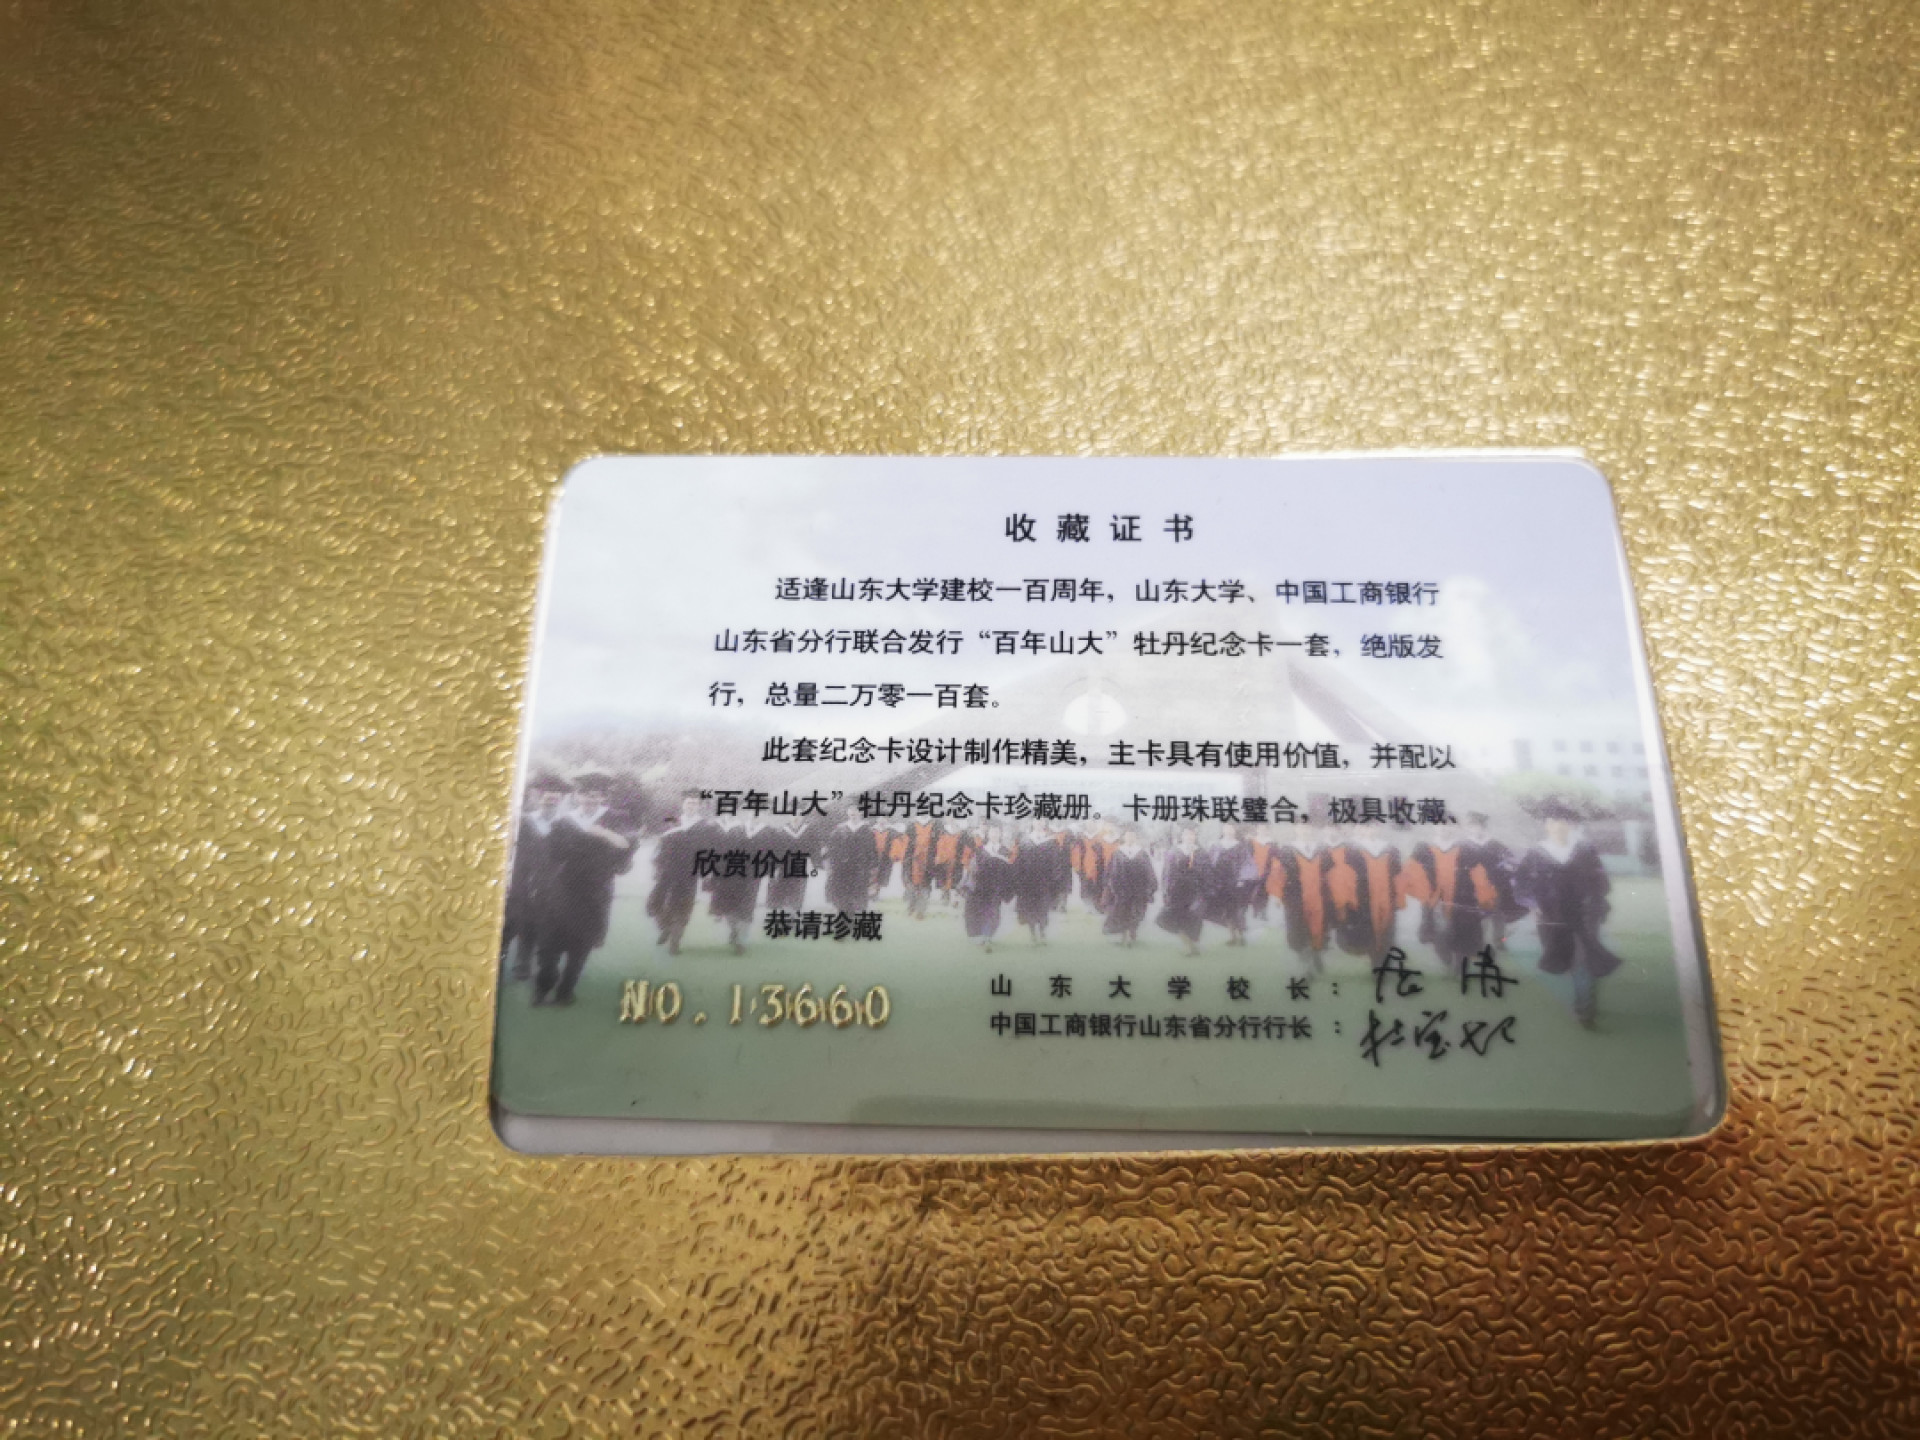 收藏证书
适逢山东大学建校一百周年，山东大学、中国工商银行
山东省分行联合发行“百年山大”牡丹纪念卡一套，绝版发
行，总量二万零一百套。
此套纪念卡设计制作精美，主卡具有使用价值，并配以
“百年山大”牡丹纪念卡珍藏册。卡册珠联璧合，极具收藏、
欣赏价值。
恭请珍藏
NO.13660
山东大学校长：展涛
中国工商银行山东省分行行长：